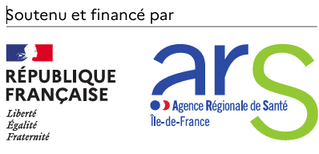 Soutenu et financé par
RÉPUBLIQUE
FRANÇAISE
Liberté
Égalité
Fraternité
ars
Agence Régionale de Santé
Île-de-France